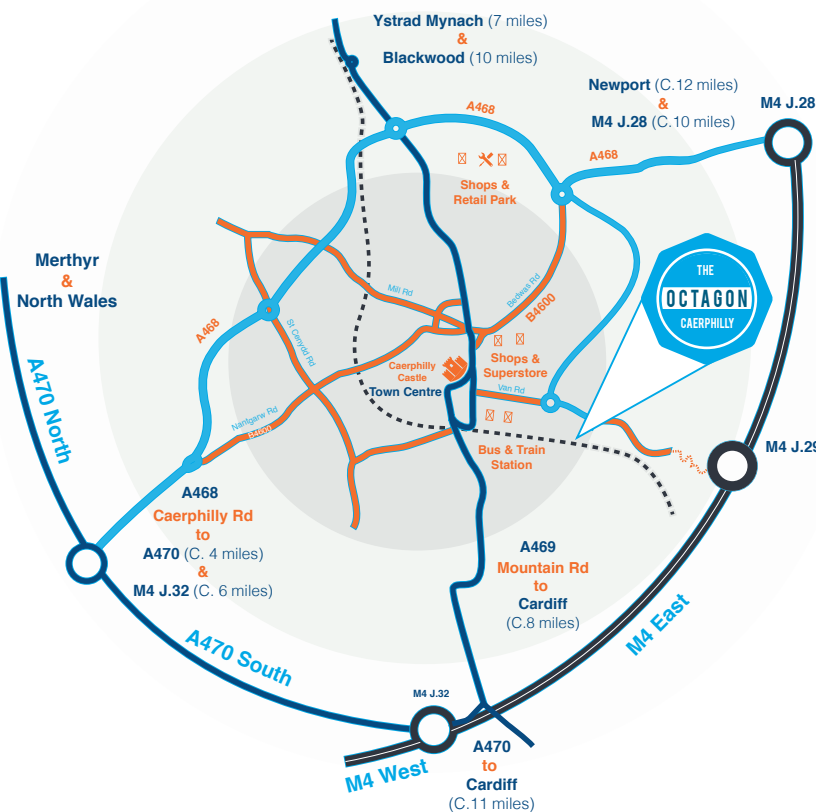 Ystrad Mynach (7 miles)
&
Blackwood (10 miles)
Newport (C.12 miles)
&
M4 J.28 (C.10 miles)
M4 J.28
A468
A468
Shops &
Retail Park
Merthyr
&
North Wales
A470 North
A468
Mill Rd
St Cenydd Rd
Bedwas Rd
B4600
THE
OCTAGON
CAERPHILLY
Caerphilly
Castle
Town Centre
Shops &
Superstore
Van Rd
Nantgarw Rd
B4600
Bus & Train
Station
M4 J.29
A468
Caerphilly Rd
to
A470 (C. 4 miles)
&
M4 J.32 (C. 6 miles)
A469
Mountain Rd
to
Cardiff
(C.8 miles)
M4 East
A470 South
M4 J.32
M4 West
A470
to
Cardiff
(C.11 miles)